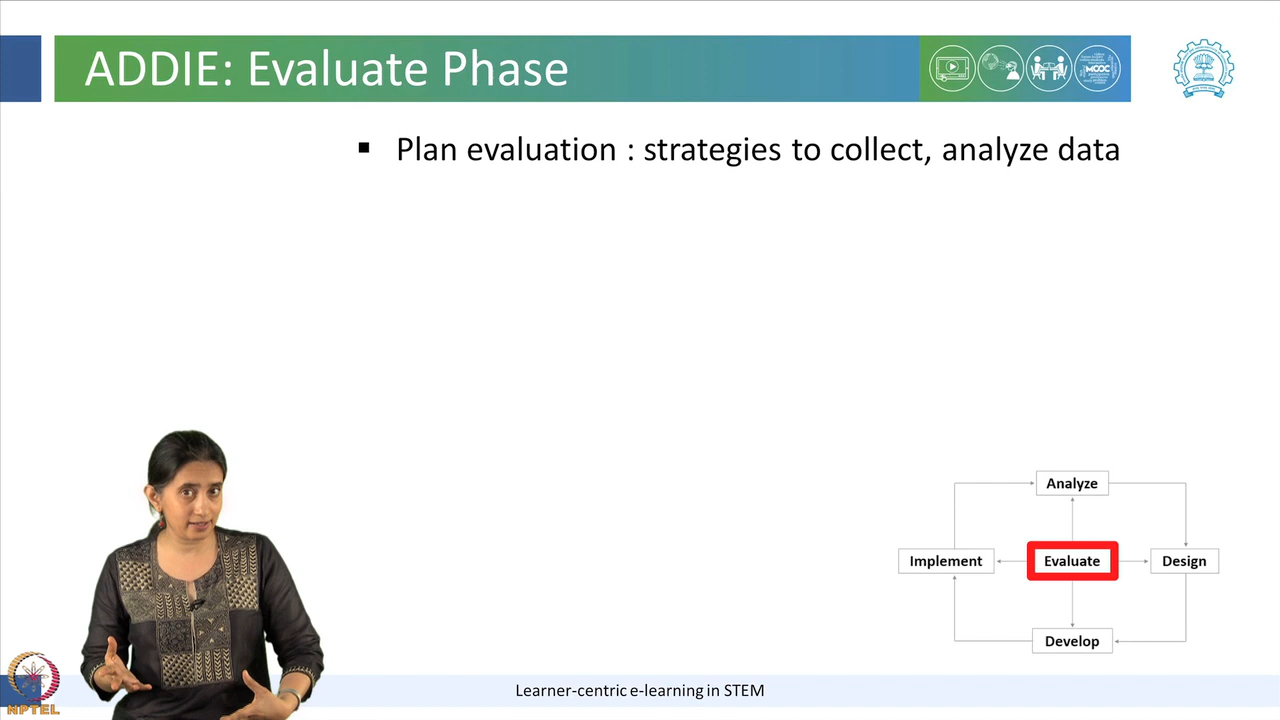 ADDIE: Evaluate Phase
MOOC
▪ Plan evaluation : strategies to collect, analyze data
Analyze
Implement
Evaluate
Design
Develop
Learner-centric e-learning in STEM
NPTEL